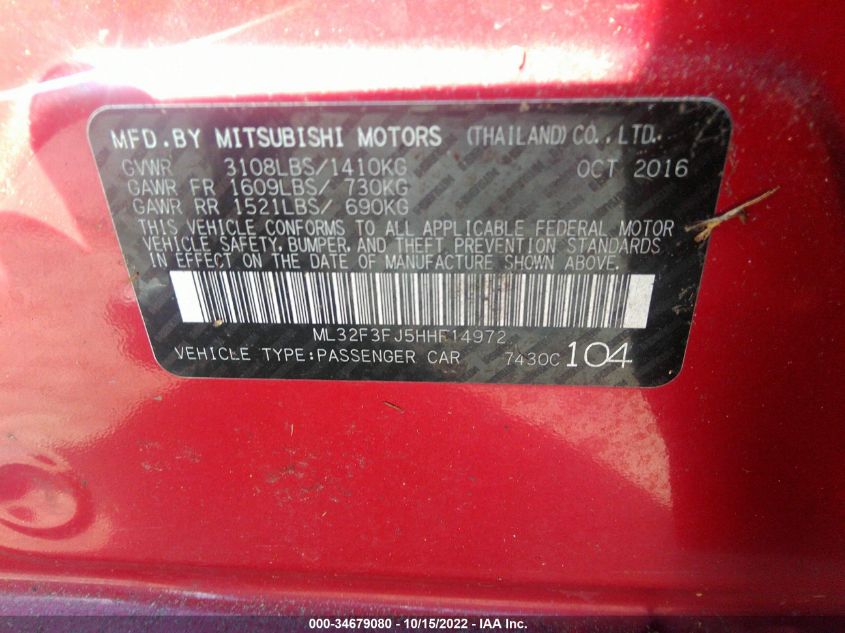 MFD.BY MITSUBISHI MOTORS (THAILAND) CO., LTD.
GVWR 3108LBS/1410KG OCT 2016
GAWR FR 1609LBS/ 730KG
GAWR RR 1521LBS/ 690KG
THIS VEHICLE CONFORMS TO ALL APPLICABLE FEDERAL MOTOR
VEHICLE SAFETY, BUMPER, AND THEFT PREVENTION STANDARDS
IN EFFECT ON THE DATE OF MANUFACTURE SHOWN ABOVE.
ML32F3FJ5HHF14972
VEHICLE TYPE:PASSENGER CAR 7430C 104
000-34679080 - 10/15/2022 - IAA Inc.